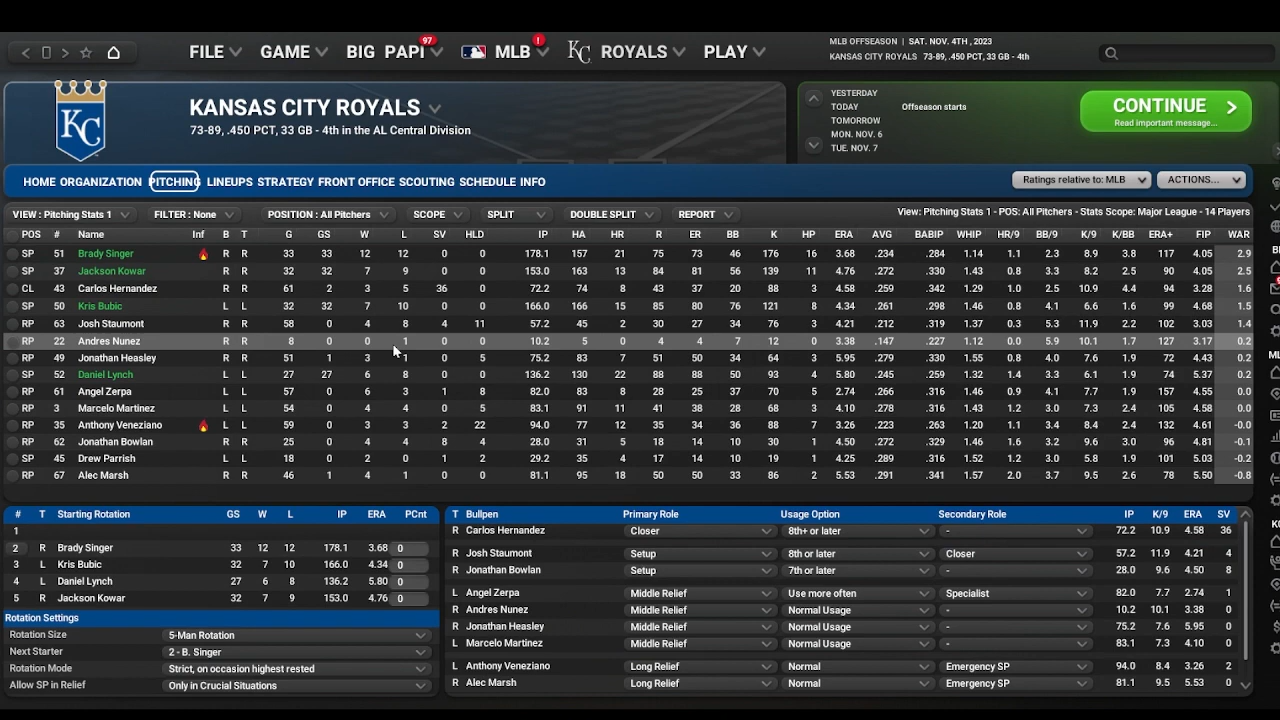 FILE GAME BIG PAPI 97 MLB ! KC ROYALS PLAY
MLB OFFSEASON | SAT. NOV. 4TH , 2023
KANSAS CITY ROYALS 73-89, .450 PCT, 33 GB - 4th
KC
KANSAS CITY ROYALS
73-89, .450 PCT, 33 GB - 4th in the AL Central Division
YESTERDAY
TODAY Offseason starts
TOMORROW
MON. NOV. 6
TUE. NOV. 7
CONTINUE
Read important message...
HOME ORGANIZATION PITCHING LINEUPS STRATEGY FRONT OFFICE SCOUTING SCHEDULE INFO
Ratings relative to: MLB ACTIONS...
VIEW : Pitching Stats 1 FILTER : None POSITION : All Pitchers SCOPE SPLIT DOUBLE SPLIT REPORT
View: Pitching Stats 1 - POS: All Pitchers - Stats Scope: Major League - 14 Players
POS # Name Inf B T G GS W L SV HLD IP HA HR R ER BB K HP ERA AVG BABIP WHIP HR/9 BB/9 K/9 K/BB ERA+ FIP WAR
SP 51 Brady Singer R R 33 33 12 12 0 0 178.1 157 21 75 73 46 176 16 3.68 .234 .284 1.14 1.1 2.3 8.9 3.8 117 4.05 2.9
SP 37 Jackson Kowar R R 32 32 7 9 0 0 153.0 163 13 84 81 56 139 11 4.76 .272 .330 1.43 0.8 3.3 8.2 2.5 90 4.05 2.5
CL 43 Carlos Hernandez R R 61 2 3 5 36 0 72.2 74 8 43 37 20 88 3 4.58 .259 .342 1.29 1.0 2.5 10.9 4.4 94 3.28 1.6
SP 50 Kris Bubic L L 32 32 7 10 0 0 166.0 166 15 85 80 76 121 8 4.34 .261 .298 1.46 0.8 4.1 6.6 1.6 99 4.68 1.5
RP 63 Josh Staumont R R 58 0 4 8 4 11 57.2 45 2 30 27 34 76 3 4.21 .212 .319 1.37 0.3 5.3 11.9 2.2 102 3.03 1.4
RP 22 Andres Nunez R R 8 0 0 1 0 0 10.2 5 0 4 4 7 12 0 3.38 .147 .227 1.12 0.0 5.9 10.1 1.7 127 3.17 0.2
RP 49 Jonathan Heasley R R 51 1 3 1 0 5 75.2 83 7 51 50 34 64 3 5.95 .279 .330 1.55 0.8 4.0 7.6 1.9 72 4.43 0.2
SP 52 Daniel Lynch L L 27 27 6 8 0 0 136.2 130 22 88 88 50 93 4 5.80 .245 .259 1.32 1.4 3.3 6.1 1.9 74 5.37 0.2
RP 61 Angel Zerpa L L 57 0 6 3 1 8 82.0 83 8 28 25 37 70 5 2.74 .266 .316 1.46 0.9 4.1 7.7 1.9 157 4.55 0.0
RP 3 Marcelo Martinez L L 54 0 4 4 0 5 83.1 91 11 41 38 28 68 3 4.10 .278 .316 1.43 1.2 3.0 7.3 2.4 105 4.58 -0.0
RP 35 Anthony Veneziano L L 59 0 3 3 2 22 94.0 77 12 35 34 36 88 7 3.26 .223 .263 1.20 1.1 3.4 8.4 2.4 132 4.61 -0.0
RP 62 Jonathan Bowlan R R 25 0 4 4 8 4 28.0 31 5 18 14 10 30 1 4.50 .272 .329 1.46 1.6 3.2 9.6 3.0 96 4.81 -0.1
SP 45 Drew Parrish L L 10 0 2 0 1 2 29.2 35 4 17 14 10 19 1 4.25 .289 .316 1.52 1.2 3.0 5.8 1.9 101 5.03 -0.2
RP 67 Alec Marsh R R 46 1 4 1 0 0 81.1 95 18 50 50 33 86 2 5.53 .291 .341 1.57 2.0 3.7 9.5 2.6 78 5.50 -0.8
# T Starting Rotation GS W L IP ERA PCnt
1
2 R Brady Singer 33 12 12 178.1 3.68 0
3 L Kris Bubic 32 7 10 166.0 4.34 0
4 L Daniel Lynch 27 6 8 136.2 5.80 0
5 R Jackson Kowar 32 7 9 153.0 4.76 0
Rotation Settings
Rotation Size 5-Man Rotation
Next Starter 2 - B. Singer
Rotation Mode Strict, on occasion highest rested
Allow SP in Relief Only in Crucial Situations
T Bullpen Primary Role Usage Option Secondary Role IP K/9 ERA SV
R Carlos Hernandez Closer 8th+ or later - 72.2 10.9 4.58 36
R Josh Staumont Setup 8th or later Closer 57.2 11.9 4.21 4
R Jonathan Bowlan Setup 7th or later - 28.0 9.6 4.50 8
L Angel Zerpa Middle Relief Use more often Specialist 82.0 7.7 2.74 1
R Andres Nunez Middle Relief Normal Usage - 10.2 10.1 3.38 0
R Jonathan Heasley Middle Relief Normal Usage - 75.2 7.6 5.95 0
L Marcelo Martinez Middle Relief Normal Usage - 83.1 7.3 4.10 0
L Anthony Veneziano Long Relief Normal Emergency SP 94.0 8.4 3.26 2
R Alec Marsh Long Relief Normal Emergency SP 81.1 9.5 5.53 0